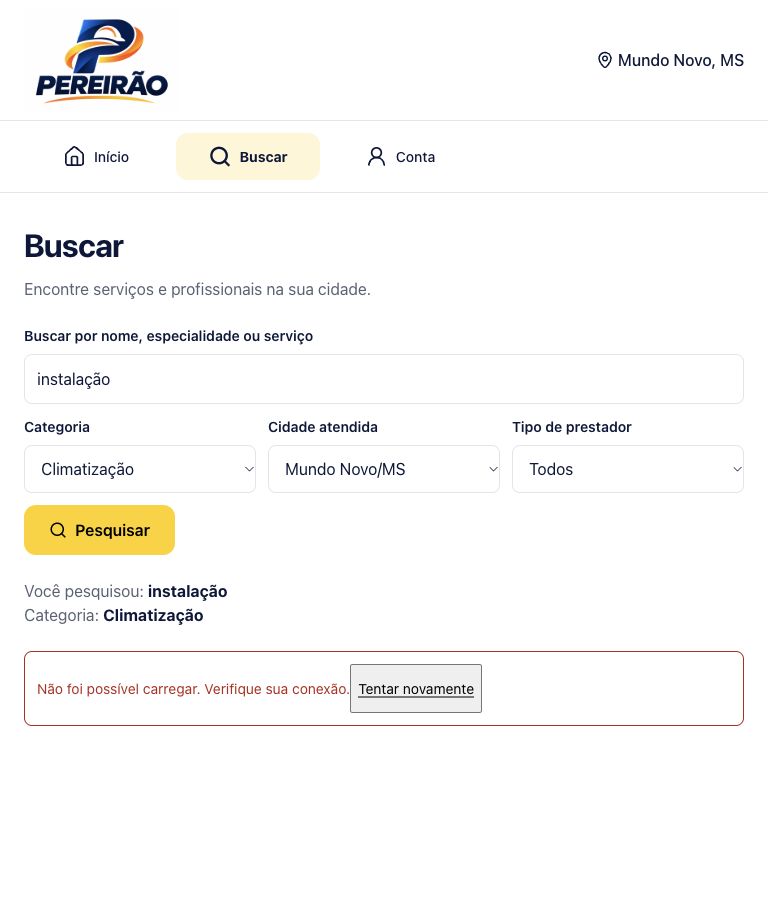 PEREIRÃO
Mundo Novo, MS
Início
Buscar
Conta
Buscar
Encontre serviços e profissionais na sua cidade.
Buscar por nome, especialidade ou serviço
instalação
Categoria
Cidade atendida
Tipo de prestador
Climatização
Mundo Novo/MS
Todos
Pesquisar
Você pesquisou: instalação
Categoria: Climatização
Não foi possível carregar. Verifique sua conexão. Tentar novamente